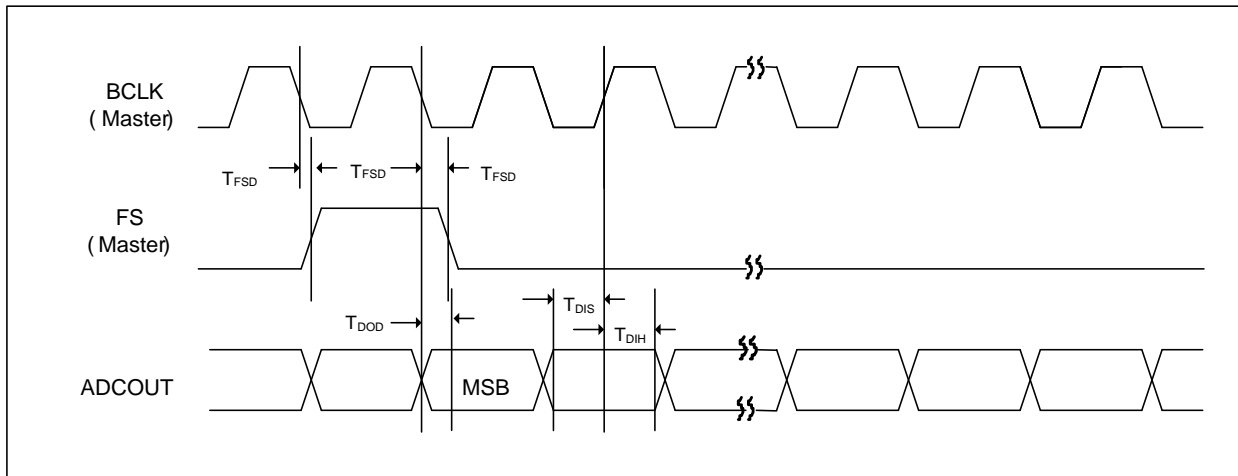 BCLK
( Master)
TFSD
TFSD
TFSD
FS
( Master)
TDOD
TDIS
TDIH
ADCOUT
MSB